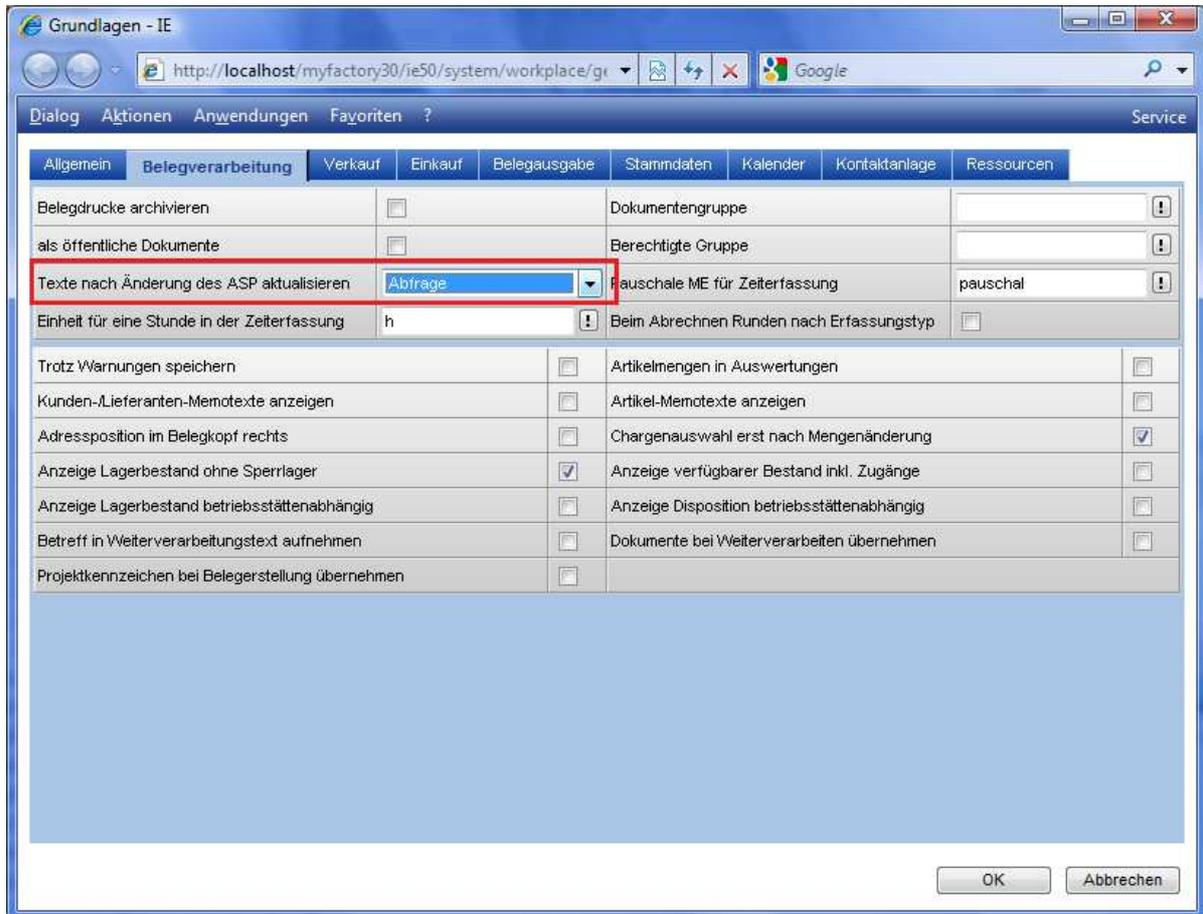 Grundlagen - IE
http://localhost/myfactory30/ie50/system/workplace/ge
Google
Dialog Aktionen Anwendungen Favoriten ? Service
Allgemein Belegverarbeitung Verkauf Einkauf Belegausgabe Stammdaten Kalender Kontaktanlage Ressourcen
Belegdrucke archivieren Dokumentengruppe !
als öffentliche Dokumente Berechtigte Gruppe !
Texte nach Änderung des ASP aktualisieren Abfrage Pauschale ME für Zeiterfassung pauschal !
Einheit für eine Stunde in der Zeiterfassung h ! Beim Abrechnen Runden nach Erfassungstyp
Trotz Warnungen speichern Artikelmengen in Auswertungen
Kunden-/Lieferanten-Memotexte anzeigen Artikel-Memotexte anzeigen
Adressposition im Belegkopf rechts Chargenauswahl erst nach Mengenänderung
Anzeige Lagerbestand ohne Sperrlager Anzeige verfügbarer Bestand inkl. Zugänge
Anzeige Lagerbestand betriebsstättenabhängig Anzeige Disposition betriebsstättenabhängig
Betreff in Weiterverarbeitungstext aufnehmen Dokumente bei Weiterverarbeiten übernehmen
Projektkennzeichen bei Belegerstellung übernehmen
OK Abbrechen